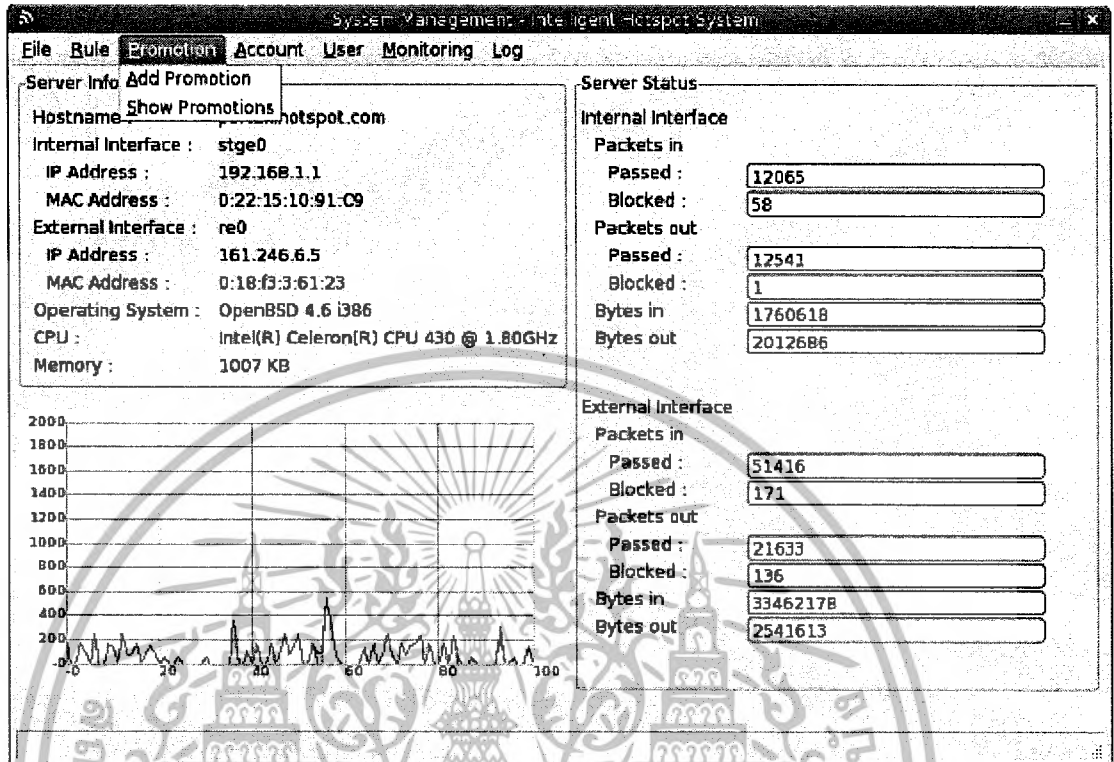 System Management - Intelligent Hotspot System
File Rule Promotion Account User Monitoring Log
Add Promotion
Show Promotions
Server Info
Hostname
hotspot.com
Internal Interface : stge0
IP Address : 192.168.1.1
MAC Address : 0:22:15:10:91:C9
External Interface : re0
IP Address : 161.246.6.5
MAC Address : 0:18:f3:3:61:23
Operating System : OpenBSD 4.6 i386
CPU : Intel(R) Celeron(R) CPU 430 @ 1.80GHz
Memory : 1007 KB
2000
1800
1600
1400
1200
1000
800
600
400
200
0 20 40 60 80 100
Server Status
Internal Interface
Packets in
Passed : 12065
Blocked : 58
Packets out
Passed : 12541
Blocked : 1
Bytes in 1760618
Bytes out 2012686
External Interface
Packets in
Passed : 51416
Blocked : 171
Packets out
Passed : 21633
Blocked : 136
Bytes in 33462178
Bytes out 2541613